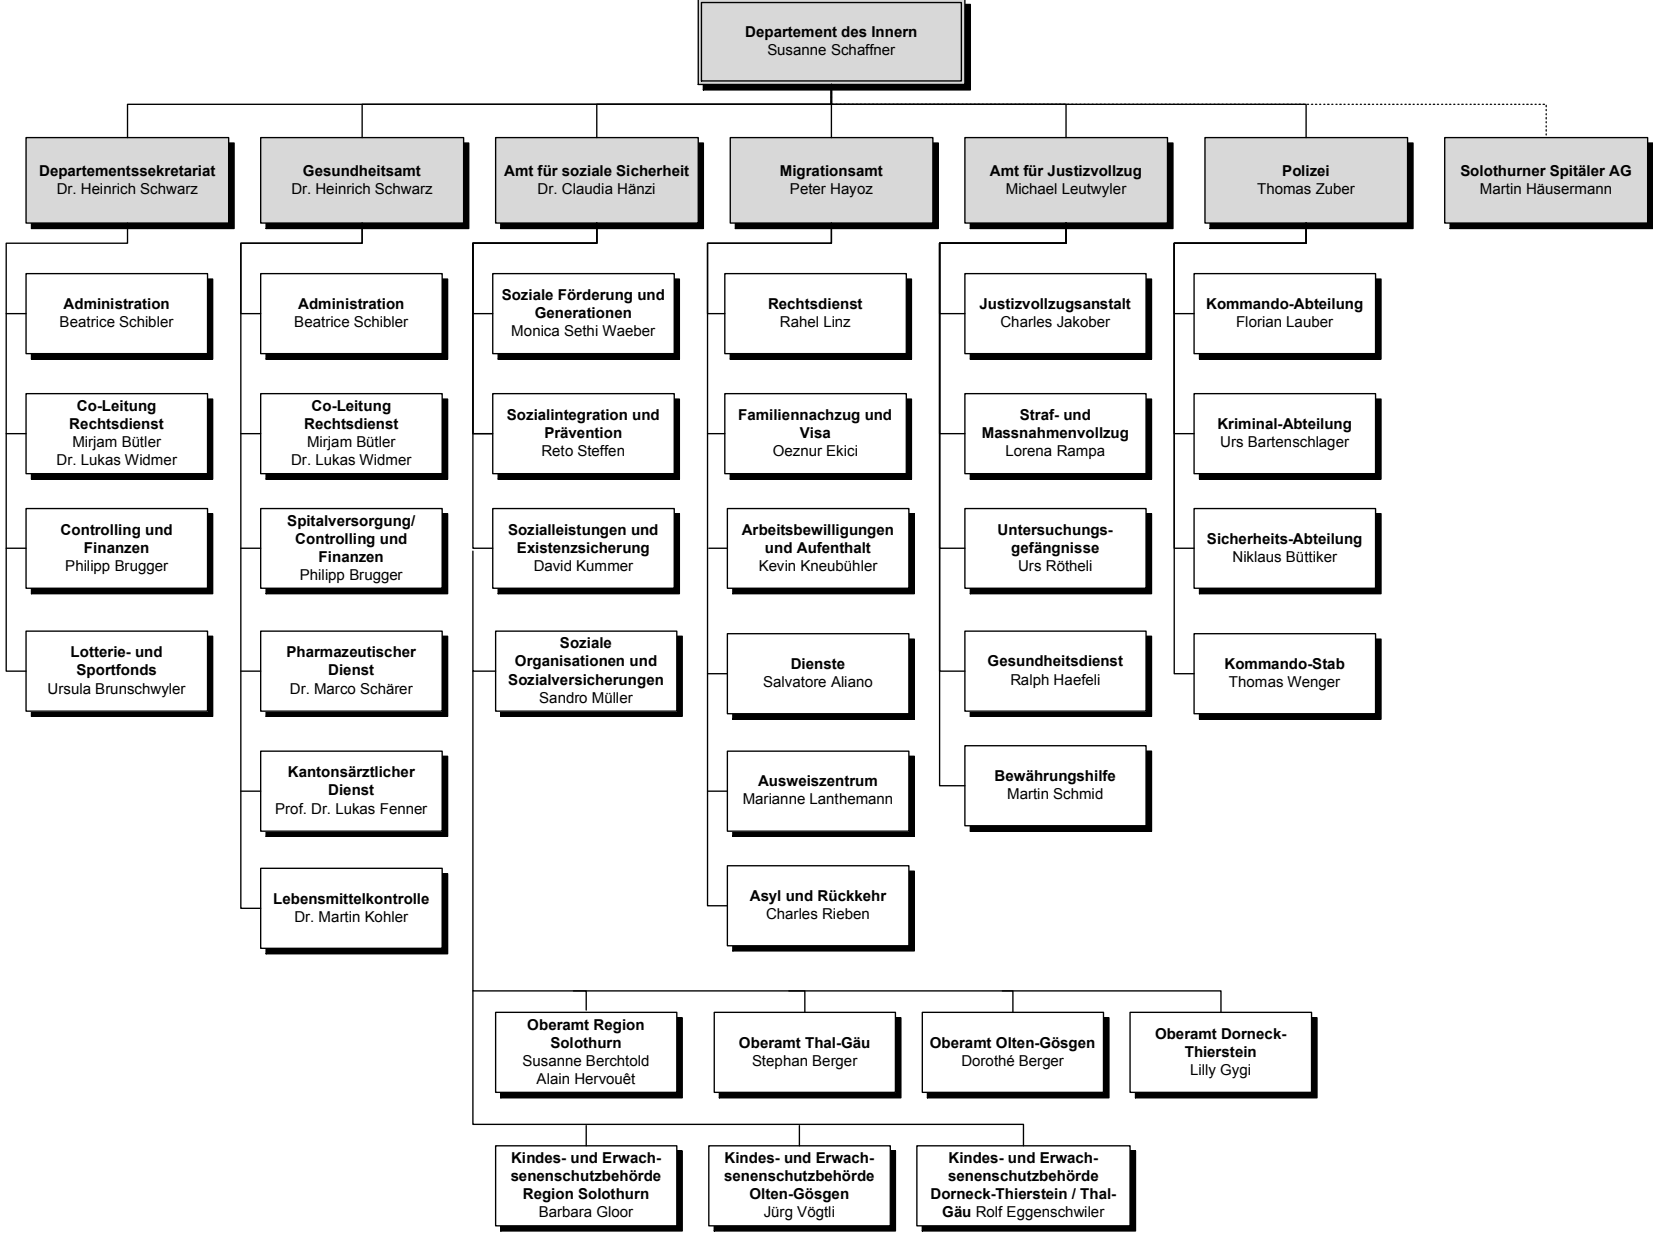 Departement des Innern
Susanne Schaffner
Departementssekretariat
Dr. Heinrich Schwarz
Gesundheitsamt
Dr. Heinrich Schwarz
Amt für soziale Sicherheit
Dr. Claudia Hänzi
Migrationsamt
Peter Hayoz
Amt für Justizvollzug
Michael Leutwyler
Polizei
Thomas Zuber
Solothurner Spitäler AG
Martin Häusermann
Administration
Beatrice Schibler
Co-Leitung
Rechtsdienst
Mirjam Bütler
Dr. Lukas Widmer
Controlling und
Finanzen
Philipp Brugger
Lotterie- und
Sportfonds
Ursula Brunschwyler
Administration
Beatrice Schibler
Co-Leitung
Rechtsdienst
Mirjam Bütler
Dr. Lukas Widmer
Spitalversorgung/
Controlling und
Finanzen
Philipp Brugger
Pharmazeutischer
Dienst
Dr. Marco Schärer
Kantonsärztlicher
Dienst
Prof. Dr. Lukas Fenner
Lebensmittelkontrolle
Dr. Martin Kohler
Soziale Förderung und
Generationen
Monica Sethi Waeber
Sozialintegration und
Prävention
Reto Steffen
Sozialleistungen und
Existenzsicherung
David Kummer
Soziale
Organisationen und
Sozialversicherungen
Sandro Müller
Rechtsdienst
Rahel Linz
Familiennachzug und
Visa
Oeznur Ekici
Arbeitsbewilligungen
und Aufenthalt
Kevin Kneubühler
Dienste
Salvatore Aliano
Ausweiszentrum
Marianne Lanthemann
Asyl und Rückkehr
Charles Rieben
Justizvollzugsanstalt
Charles Jakober
Straf- und
Massnahmenvollzug
Lorena Rampa
Untersuchungs-
gefängnisse
Urs Rötheli
Gesundheitsdienst
Ralph Haefeli
Bewährungshilfe
Martin Schmid
Kommando-Abteilung
Florian Lauber
Kriminal-Abteilung
Urs Bartenschlager
Sicherheits-Abteilung
Niklaus Büttiker
Kommando-Stab
Thomas Wenger
Oberamt Region
Solothurn
Susanne Berchtold
Alain Hervouêt
Oberamt Thal-Gäu
Stephan Berger
Oberamt Olten-Gösgen
Dorothé Berger
Oberamt Dorneck-
Thierstein
Lilly Gygi
Kindes- und Erwach-
senenschutzbehörde
Region Solothurn
Barbara Gloor
Kindes- und Erwach-
senenschutzbehörde
Olten-Gösgen
Jürg Vögtli
Kindes- und Erwach-
senenschutzbehörde
Dorneck-Thierstein / Thal-
Gäu Rolf Eggenschwiler